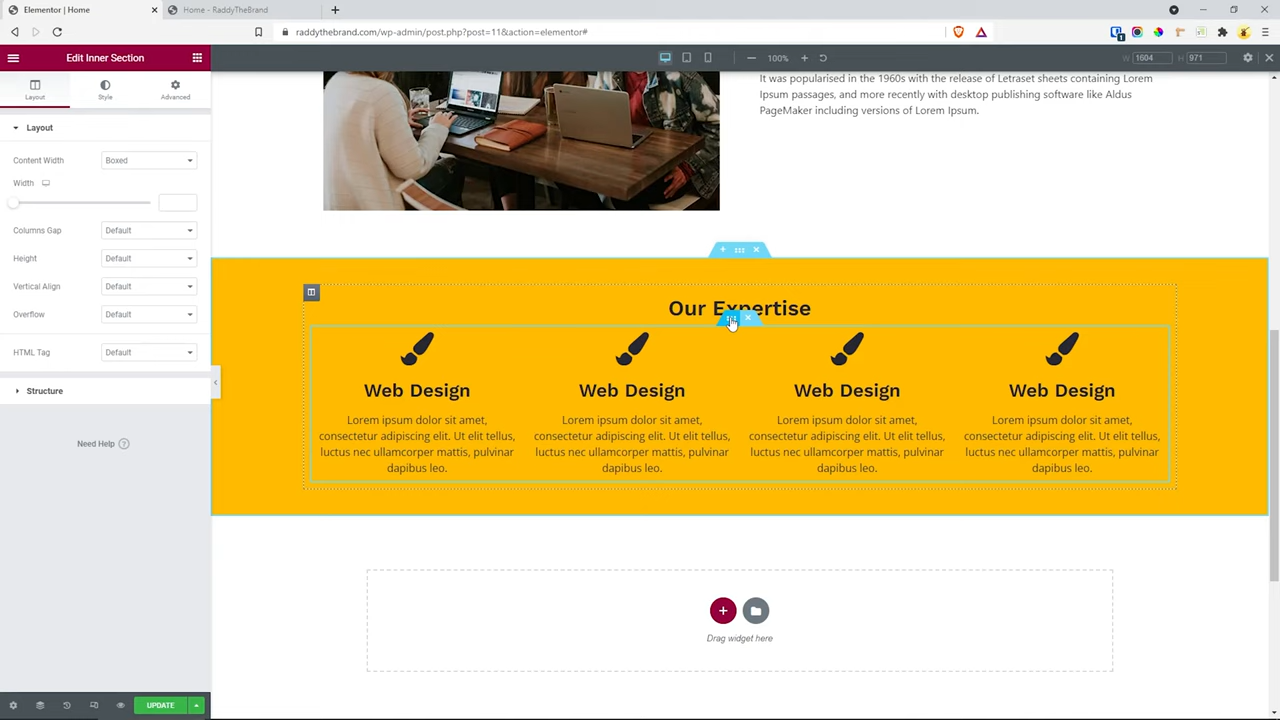 Elementor | Home
Home - RaddyTheBrand
raddythebrand.com/wp-admin/post.php?post=11&action=elementor#
Edit Inner Section
100%
W 1604
H 971
Layout
Style
Advanced
Layout
Content Width
Boxed
Width
Columns Gap
Default
Height
Default
Vertical Align
Default
Overflow
Default
HTML Tag
Default
Structure
Need Help
UPDATE
It was popularised in the 1960s with the release of Letraset sheets containing Lorem
Ipsum passages, and more recently with desktop publishing software like Aldus
PageMaker including versions of Lorem Ipsum.
Our Expertise
Web Design
Lorem ipsum dolor sit amet,
consectetur adipiscing elit. Ut elit tellus,
luctus nec ullamcorper mattis, pulvinar
dapibus leo.
Web Design
Lorem ipsum dolor sit amet,
consectetur adipiscing elit. Ut elit tellus,
luctus nec ullamcorper mattis, pulvinar
dapibus leo.
Web Design
Lorem ipsum dolor sit amet,
consectetur adipiscing elit. Ut elit tellus,
luctus nec ullamcorper mattis, pulvinar
dapibus leo.
Web Design
Lorem ipsum dolor sit amet,
consectetur adipiscing elit. Ut elit tellus,
luctus nec ullamcorper mattis, pulvinar
dapibus leo.
Drag widget here